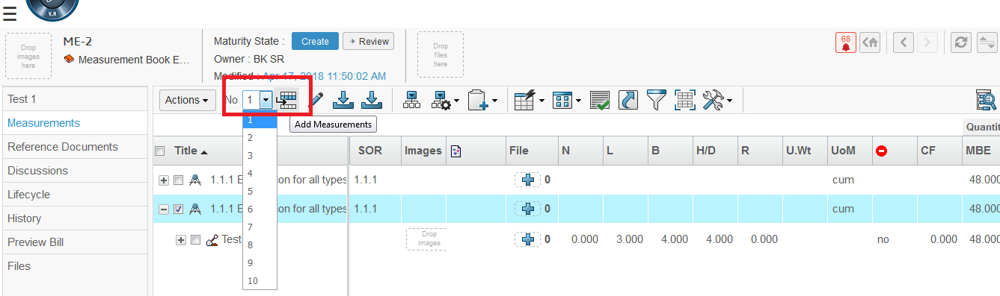 V.R
Drop
images
here
ME-2
Measurement Book E...
Maturity State :
Create
Review
Owner : BK SR
Modified : Apr 17, 2018 11:50:02 AM
Drop
files
here
68
Test 1
Measurements
Reference Documents
Discussions
Lifecycle
History
Preview Bill
Files
Actions
No
1
1
2
3
4
5
6
7
8
9
10
Add Measurements
Quantit
Title
SOR
Images
File
N
L
B
H/D
R
U.Wt
UoM
CF
MBE
1.1.1 E
ion for all types
1.1.1
0
cum
48.000
1.1.1 E
ion for all types
1.1.1
0
cum
48.000
Test
Drop
images
0
0.000
3.000
4.000
4.000
0.000
no
0.000
48.000